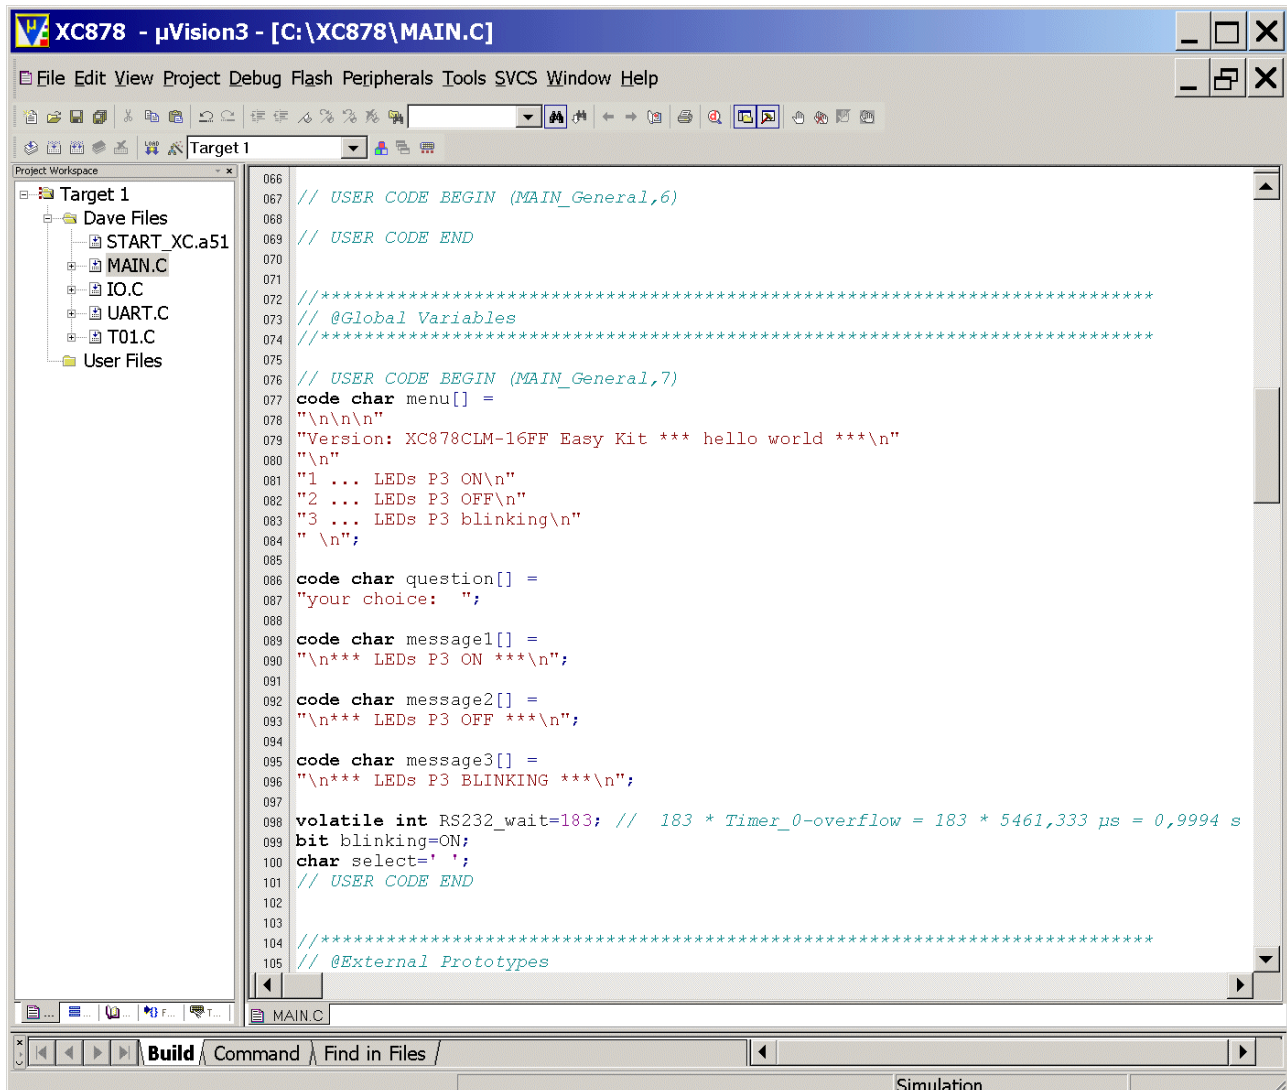 XC878 - µVision3 - [C:\XC878\MAIN.C]
File Edit View Project Debug Flash Peripherals Tools SVCS Window Help
Target 1
Project Workspace
Target 1
Dave Files
START_XC.a51
MAIN.C
IO.C
UART.C
T01.C
User Files
066
067 // USER CODE BEGIN (MAIN_General,6)
068
069 // USER CODE END
070
071
072 //****************************************************************************
073 // @Global Variables
074 //****************************************************************************
075
076 // USER CODE BEGIN (MAIN_General,7)
077 code char menu[] =
078 "\n\n\n"
079 "Version: XC878CLM-16FF Easy Kit *** hello world ***\n"
080 "\n"
081 "1 ... LEDs P3 ON\n"
082 "2 ... LEDs P3 OFF\n"
083 "3 ... LEDs P3 blinking\n"
084 " \n";
085
086 code char question[] =
087 "your choice:  ";
088
089 code char message1[] =
090 "\n*** LEDs P3 ON ***\n";
091
092 code char message2[] =
093 "\n*** LEDs P3 OFF ***\n";
094
095 code char message3[] =
096 "\n*** LEDs P3 BLINKING ***\n";
097
098 volatile int RS232_wait=183; //  183 * Timer_0-overflow = 183 * 5461,333 µs = 0,9994 s
099 bit blinking=ON;
100 char select=' ';
101 // USER CODE END
102
103
104 //****************************************************************************
105 // @External Prototypes
... ... ... F... T...
MAIN.C
Build Command Find in Files
Simulation